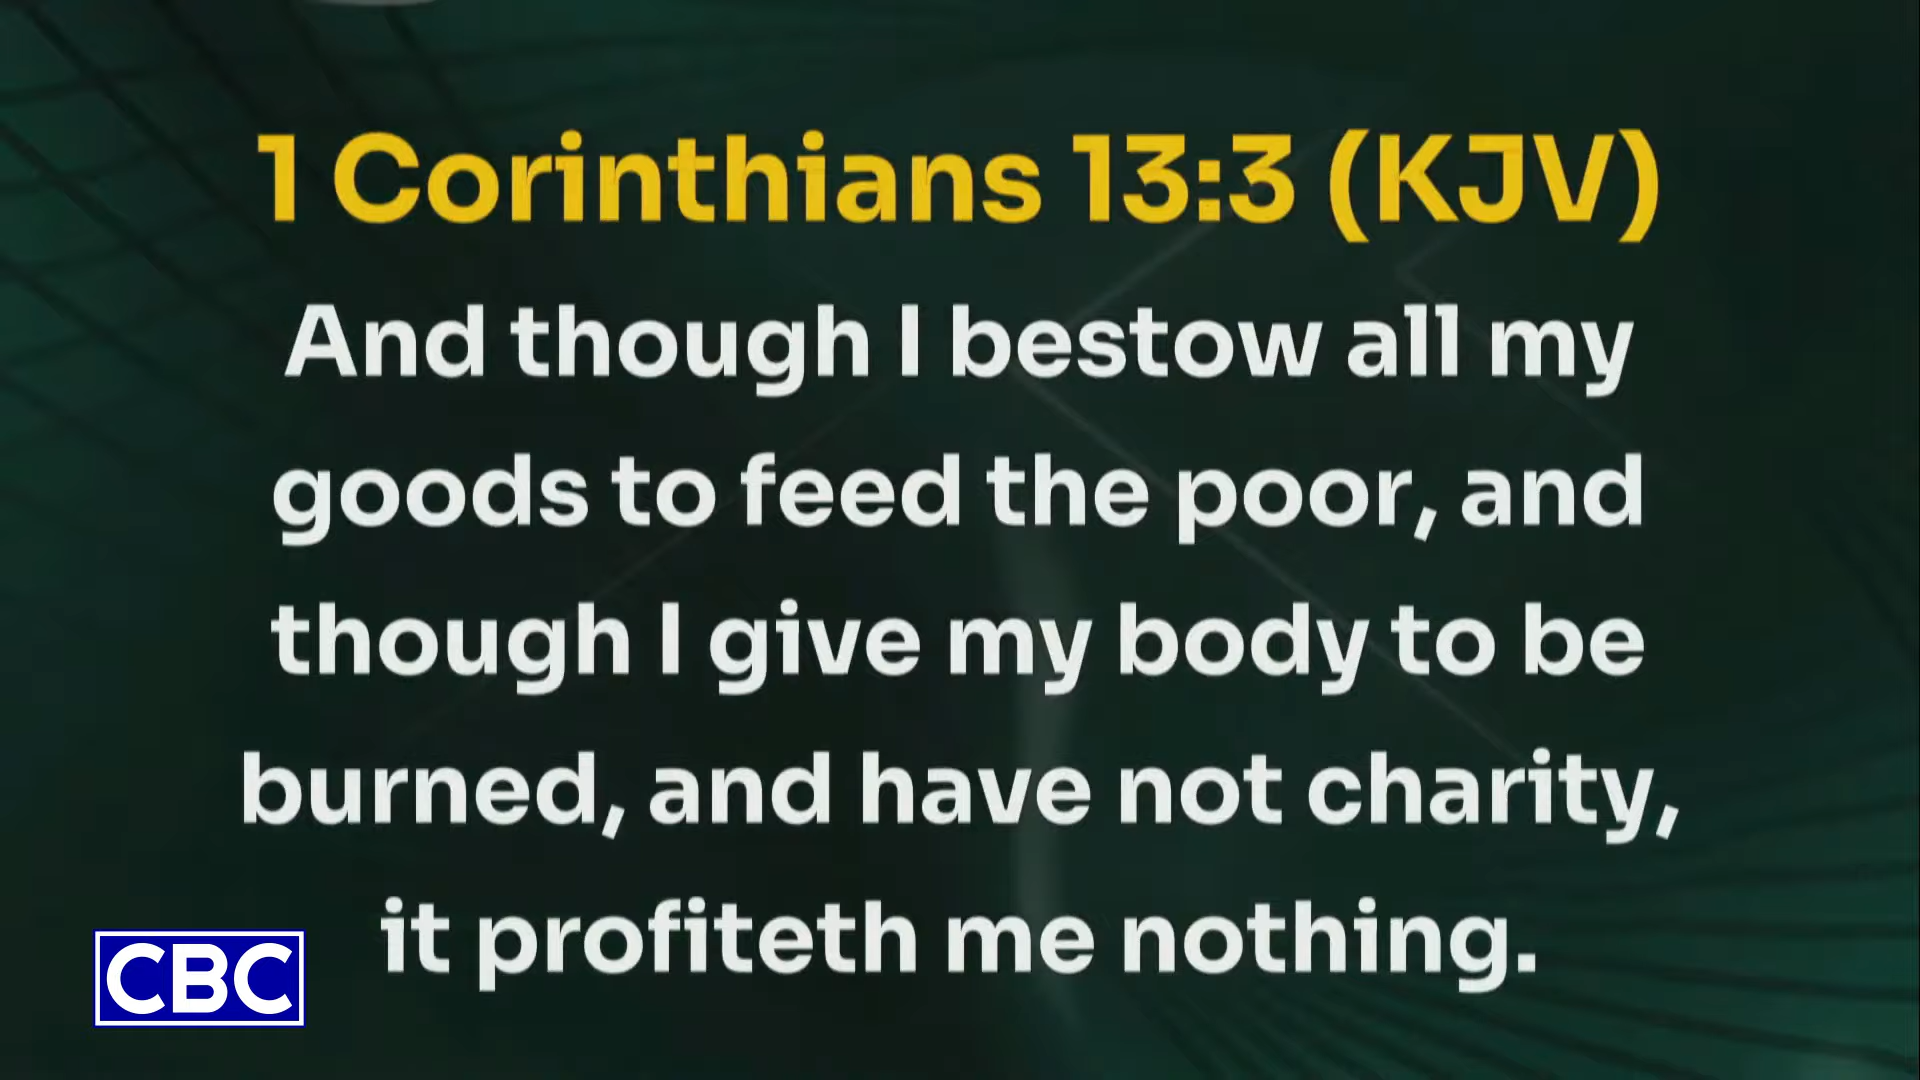 1 Corinthians 13:3 (KJV)
And though I bestow all my
goods to feed the poor, and
though I give my body to be
burned, and have not charity,
it profiteth me nothing.
CBC